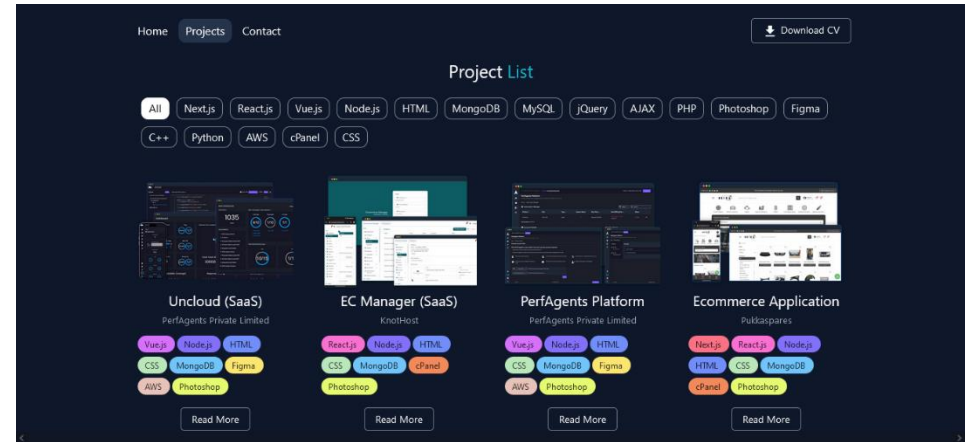 Home Projects Contact Download CV
Project List
All Next.js React.js Vue.js Node.js HTML MongoDB MySQL jQuery AJAX PHP Photoshop Figma
C++ Python AWS cPanel CSS
1035
Uncloud (SaaS) EC Manager (SaaS) PerfAgents Platform Ecommerce Application
PerfAgents Private Limited KnotHost PerfAgents Private Limited Pukkaspares
Vue.js Node.js HTML React.js Node.js HTML Vue.js Node.js HTML Next.js React.js Node.js
CSS MongoDB Figma CSS MongoDB cPanel CSS MongoDB Figma HTML CSS MongoDB
AWS Photoshop Photoshop AWS Photoshop cPanel Photoshop
Read More Read More Read More Read More